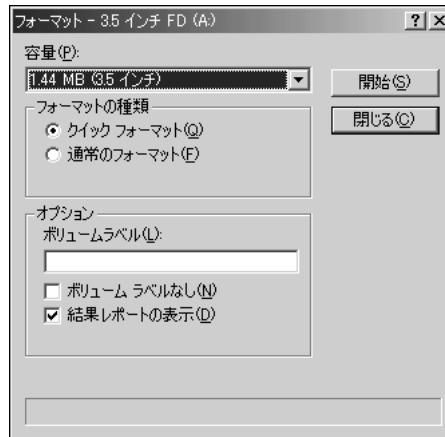 フォーマット - 3.5 インチ FD (A:)
容量(P):
1.44 MB (3.5 インチ)
開始(S)
閉じる(C)
フォーマットの種類
クイック フォーマット(Q)
通常のフォーマット(F)
オプション
ボリュームラベル(L):
ボリューム ラベルなし(N)
結果レポートの表示(D)